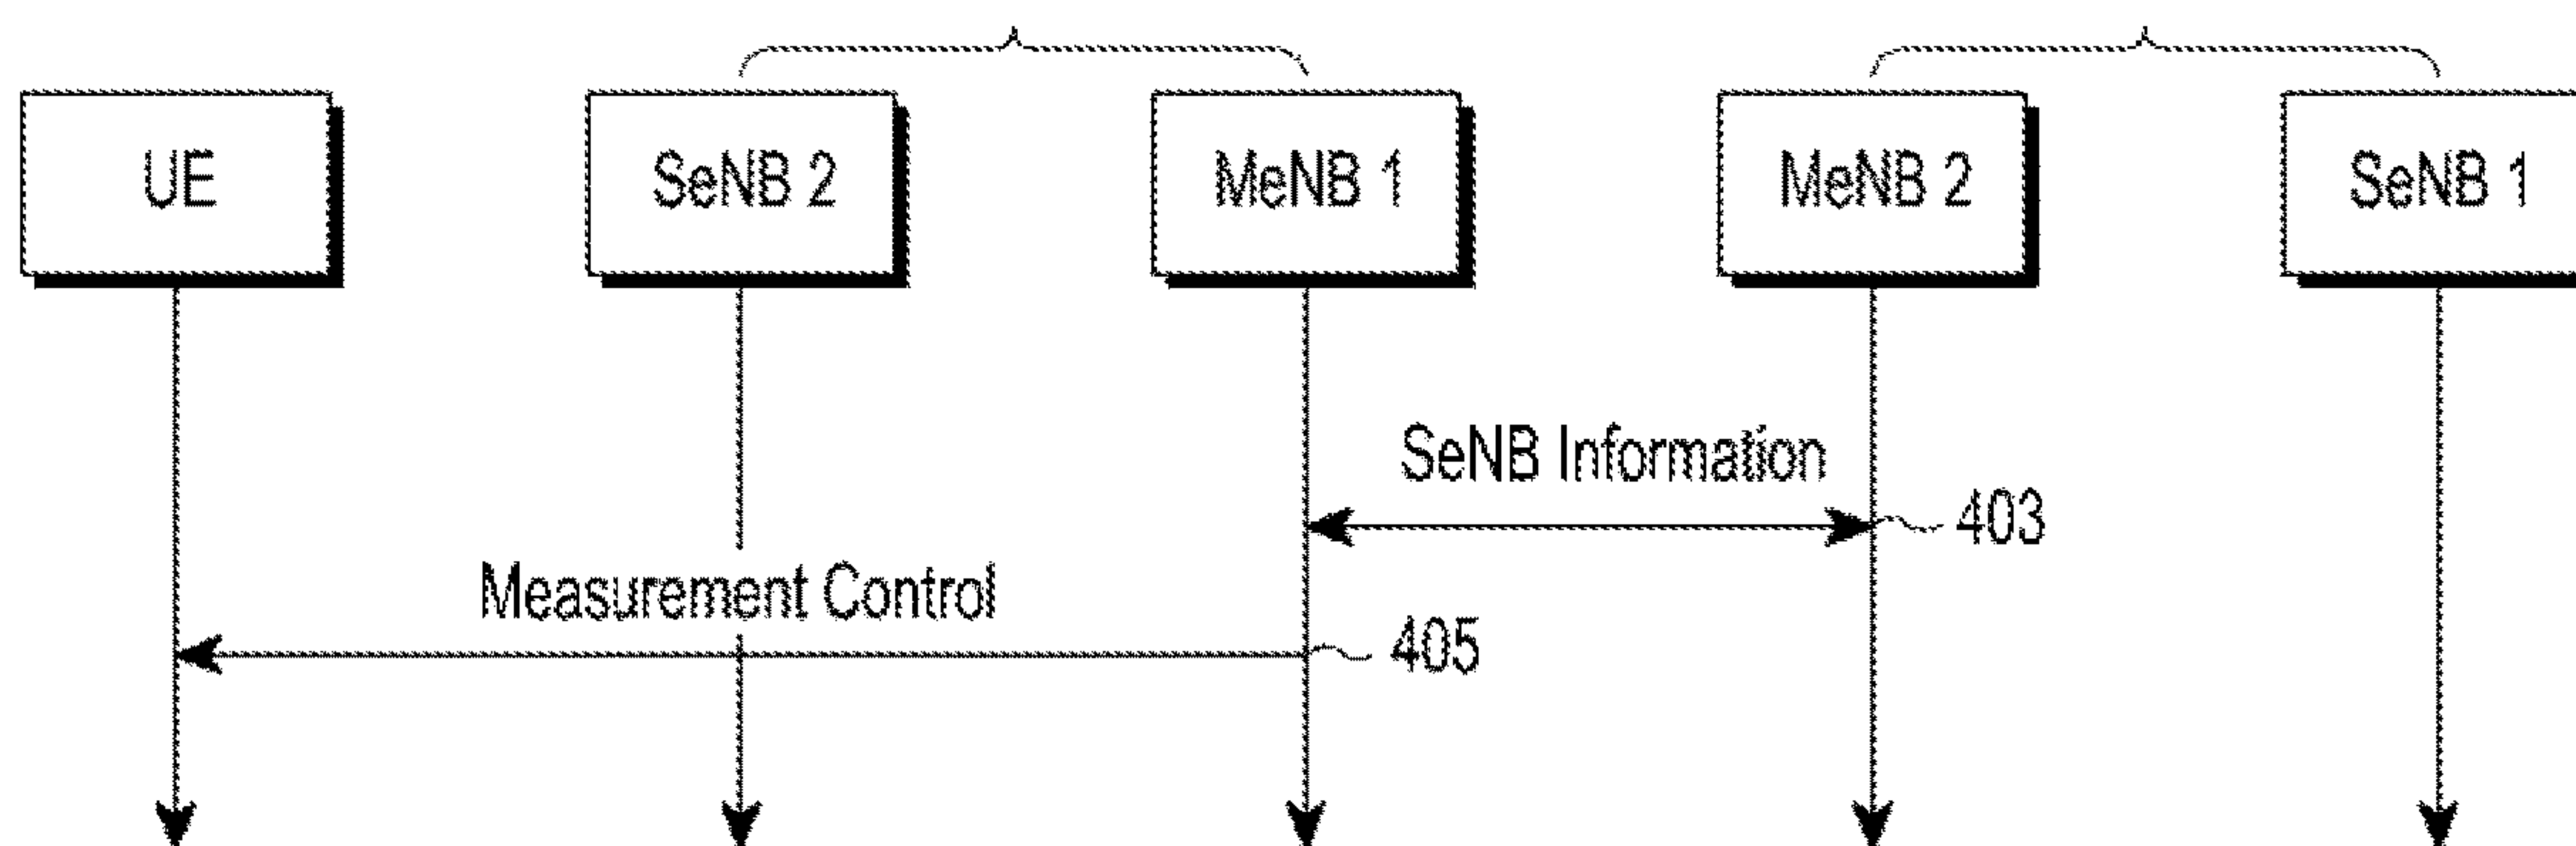 UE
SeNB 2
MeNB 1
MeNB 2
SeNB 1
SeNB Information
403
Measurement Control
405